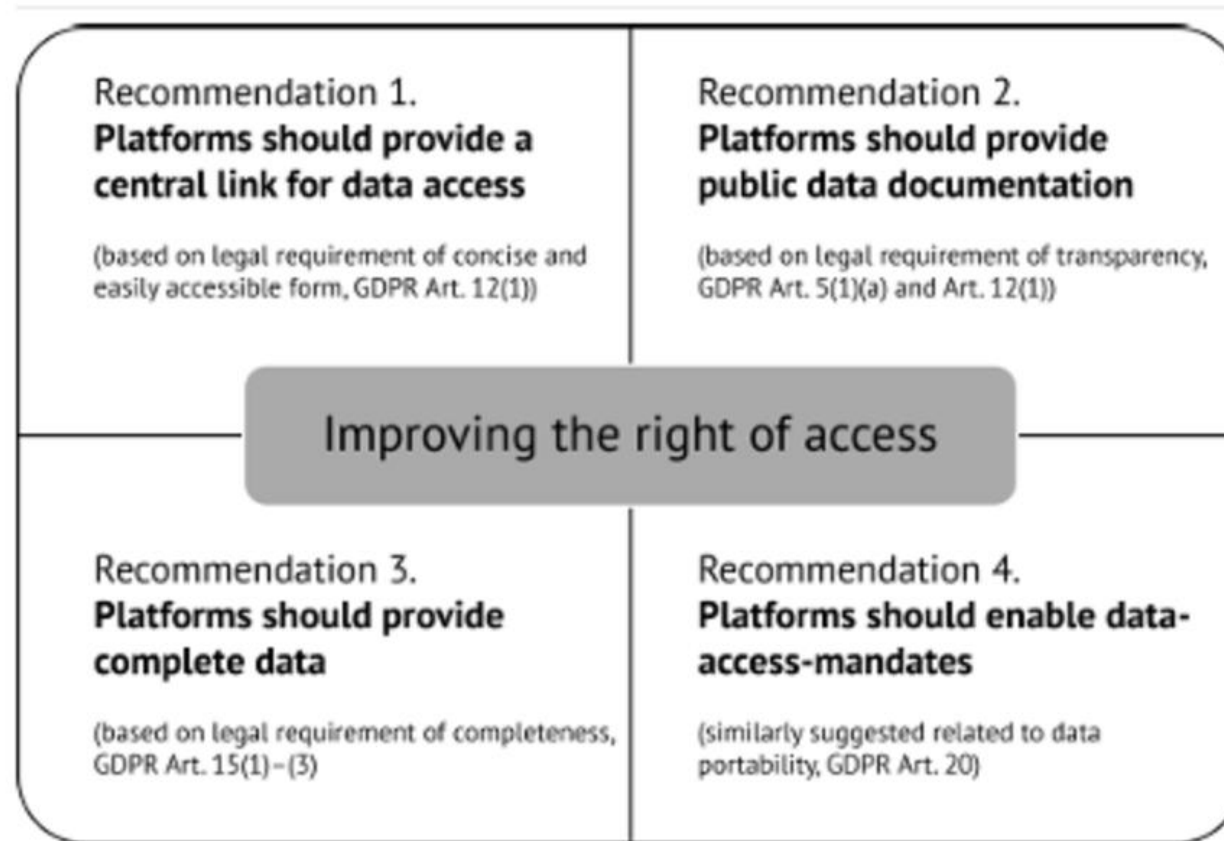 Recommendation 1.
Platforms should provide a
central link for data access
(based on legal requirement of concise and
easily accessible form, GDPR Art. 12(1))
Recommendation 2.
Platforms should provide
public data documentation
(based on legal requirement of transparency,
GDPR Art. 5(1)(a) and Art. 12(1))
Improving the right of access
Recommendation 3.
Platforms should provide
complete data
(based on legal requirement of completeness,
GDPR Art. 15(1)–(3)
Recommendation 4.
Platforms should enable data-
access-mandates
(similarly suggested related to data
portability, GDPR Art. 20)